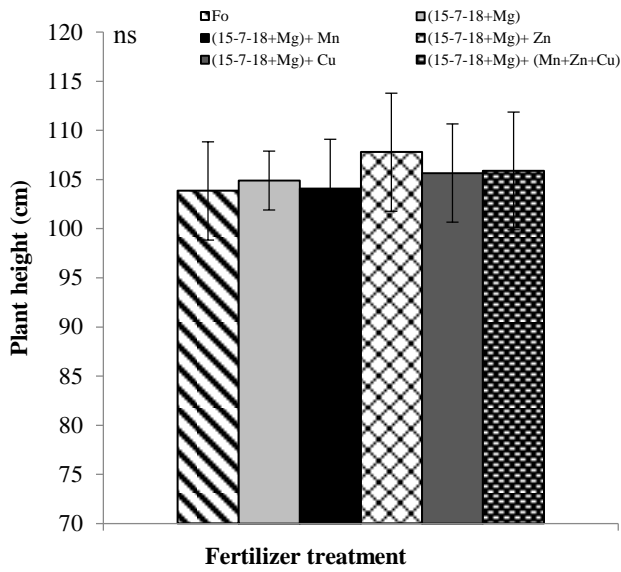 Fo (15-7-18+Mg)
(15-7-18+Mg)+ Mn (15-7-18+Mg)+ Zn
(15-7-18+Mg)+ Cu (15-7-18+Mg)+ (Mn+Zn+Cu)
ns
120
115
110
105
100
95
90
85
80
75
70
Plant height (cm)
Fertilizer treatment